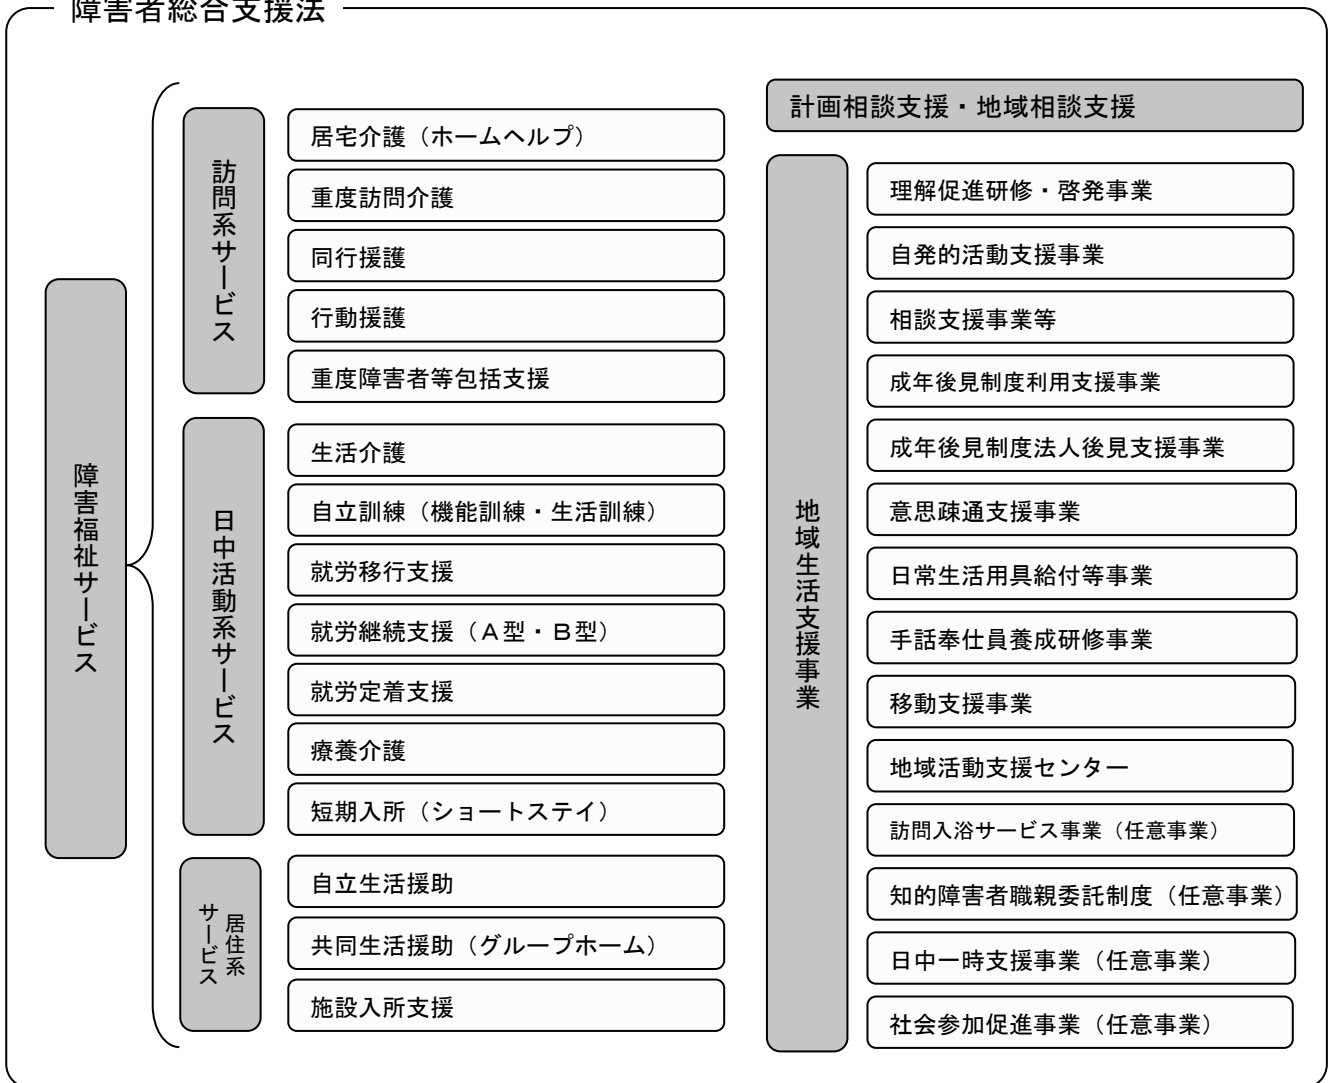 障害者総合支援法
障害福祉サービス
訪問系サービス
居宅介護（ホームヘルプ）
重度訪問介護
同行援護
行動援護
重度障害者等包括支援
日中活動系サービス
生活介護
自立訓練（機能訓練・生活訓練）
就労移行支援
就労継続支援（Ａ型・Ｂ型）
就労定着支援
療養介護
短期入所（ショートステイ）
居住系
サービス
自立生活援助
共同生活援助（グループホーム）
施設入所支援
計画相談支援・地域相談支援
地域生活支援事業
理解促進研修・啓発事業
自発的活動支援事業
相談支援事業等
成年後見制度利用支援事業
成年後見制度法人後見支援事業
意思疎通支援事業
日常生活用具給付等事業
手話奉仕員養成研修事業
移動支援事業
地域活動支援センター
訪問入浴サービス事業（任意事業）
知的障害者職親委託制度（任意事業）
日中一時支援事業（任意事業）
社会参加促進事業（任意事業）